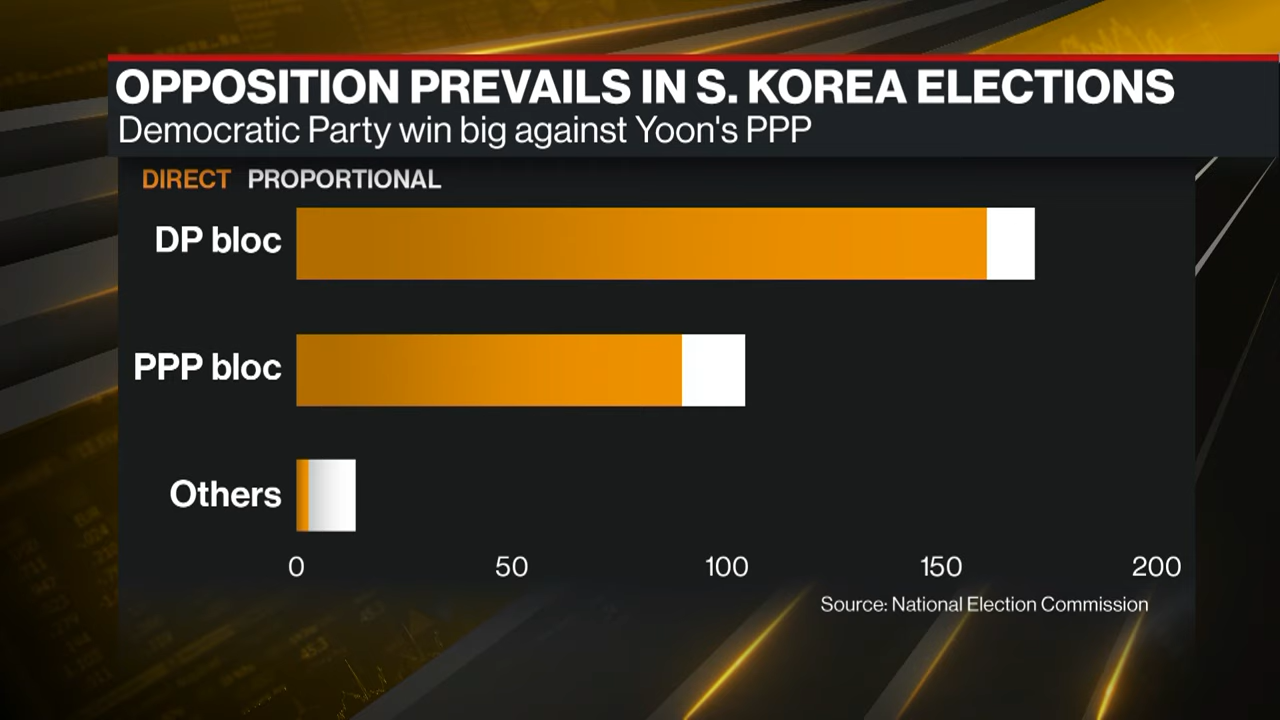 OPPOSITION PREVAILS IN S. KOREA ELECTIONS
Democratic Party win big against Yoon's PPP
DIRECT PROPORTIONAL
DP bloc
PPP bloc
Others
0 50 100 150 200
Source: National Election Commission